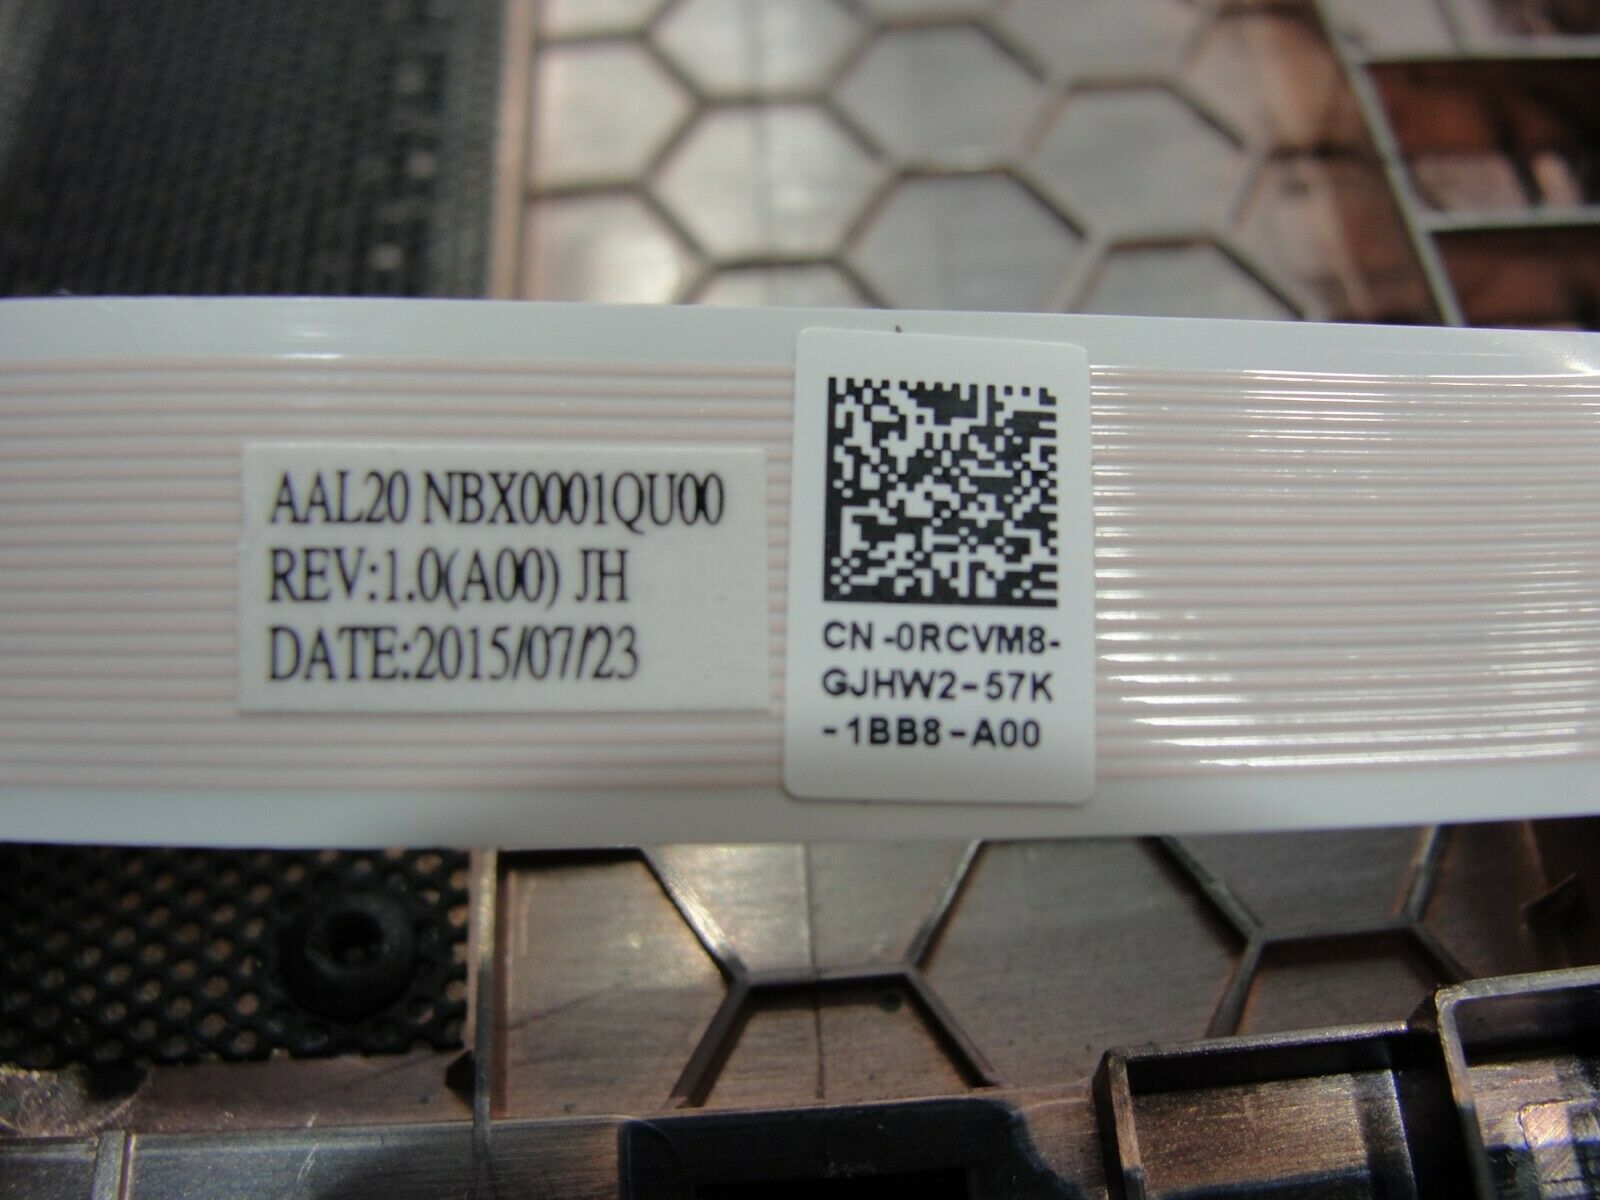 AAL20 NBX0001QU00
REV:1.0(A00) JH
DATE:2015/07/23
CN-0RCVM8-
GJHW2-57K
-1BB8-A00